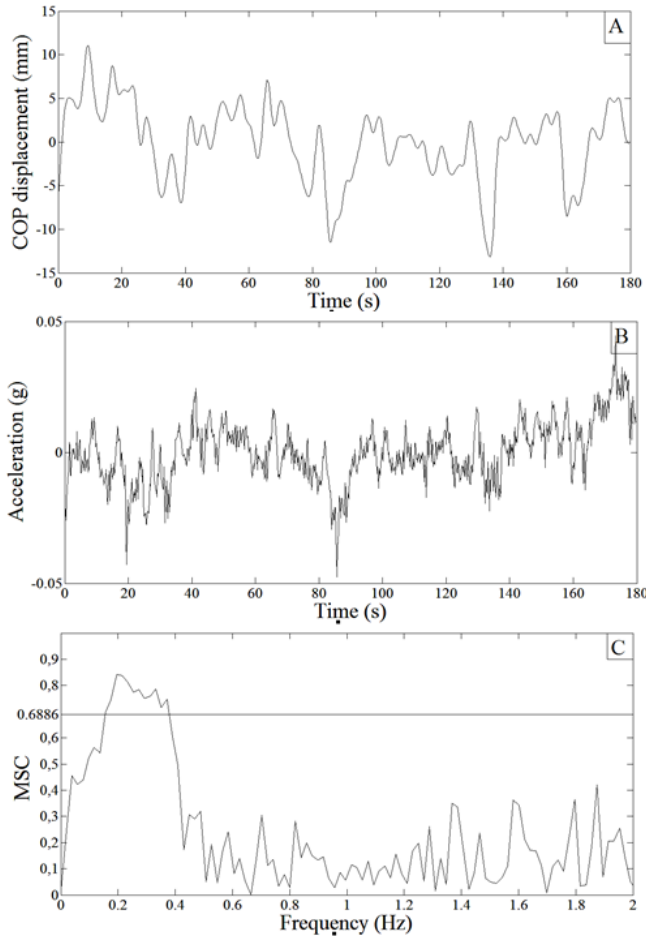 A
COP displacement (mm)
15
10
5
0
-5
-10
-15
0 20 40 60 80 100 120 140 160 180
Time (s)
B
Acceleration (g)
0.05
0
-0.05
0 20 40 60 80 100 120 140 160 180
Time (s)
C
MSC
0,9
0,8
0.6886
0,6
0,5
0,4
0,3
0,2
0,1
0
0 0.2 0.4 0.6 0.8 1 1.2 1.4 1.6 1.8 2
Frequency (Hz)